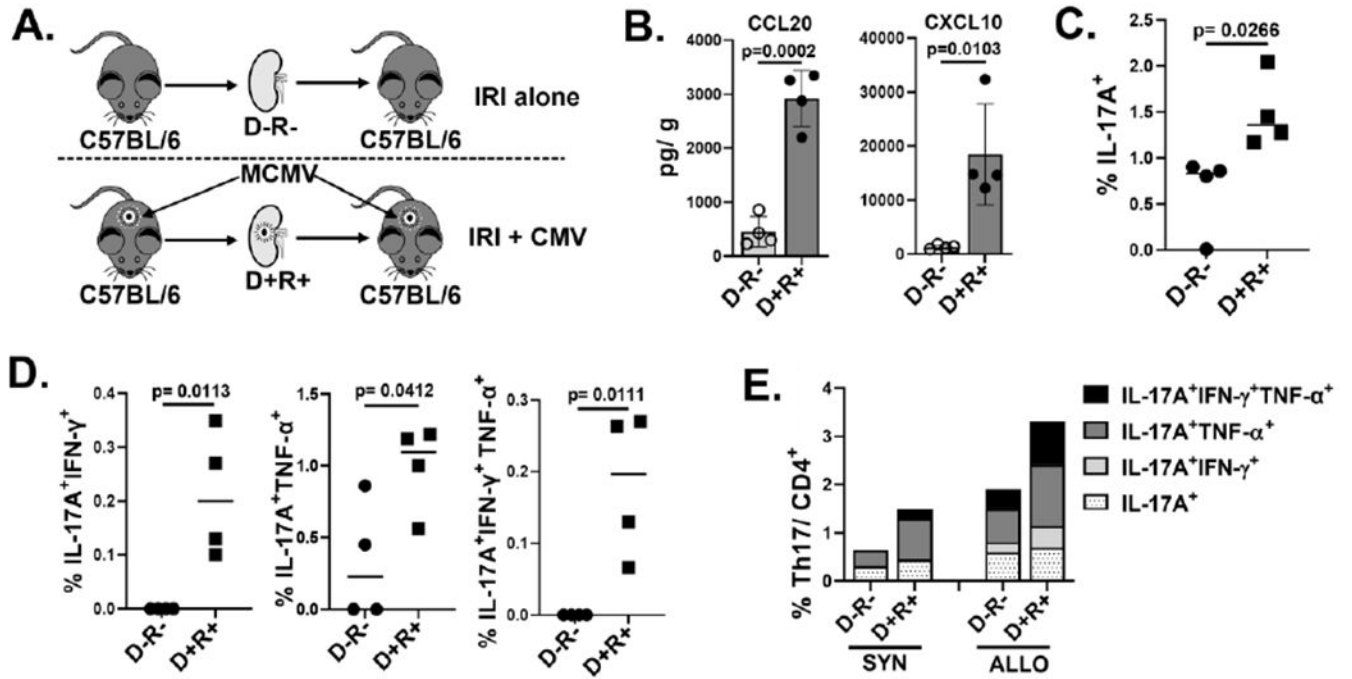 A.
C57BL/6
D-R-
C57BL/6
IRI alone
MCMV
C57BL/6
D+R+
C57BL/6
IRI + CMV
B.
CCL20
p=0.0002
pg/ g
4000
3000
2000
1000
0
D-R-
D+R+
CXCL10
p=0.0103
40000
30000
20000
10000
0
D-R-
D+R+
C.
p= 0.0266
% IL-17A⁺
2.5
2.0
1.5
1.0
0.5
0.0
D-R-
D+R+
D.
p= 0.0113
% IL-17A⁺IFN-γ⁺
0.4
0.3
0.2
0.1
0.0
D-R-
D+R+
p= 0.0412
% IL-17A⁺TNF-α⁺
1.5
1.0
0.5
0.0
D-R-
D+R+
p= 0.0111
% IL-17A⁺IFN-γ⁺ TNF-α⁺
0.3
0.2
0.1
0.0
D-R-
D+R+
E.
% Th17/ CD4⁺
4
3
2
1
0
D-R-
D+R+
D-R-
D+R+
SYN
ALLO
IL-17A⁺IFN-γ⁺TNF-α⁺
IL-17A⁺TNF-α⁺
IL-17A⁺IFN-γ⁺
IL-17A⁺